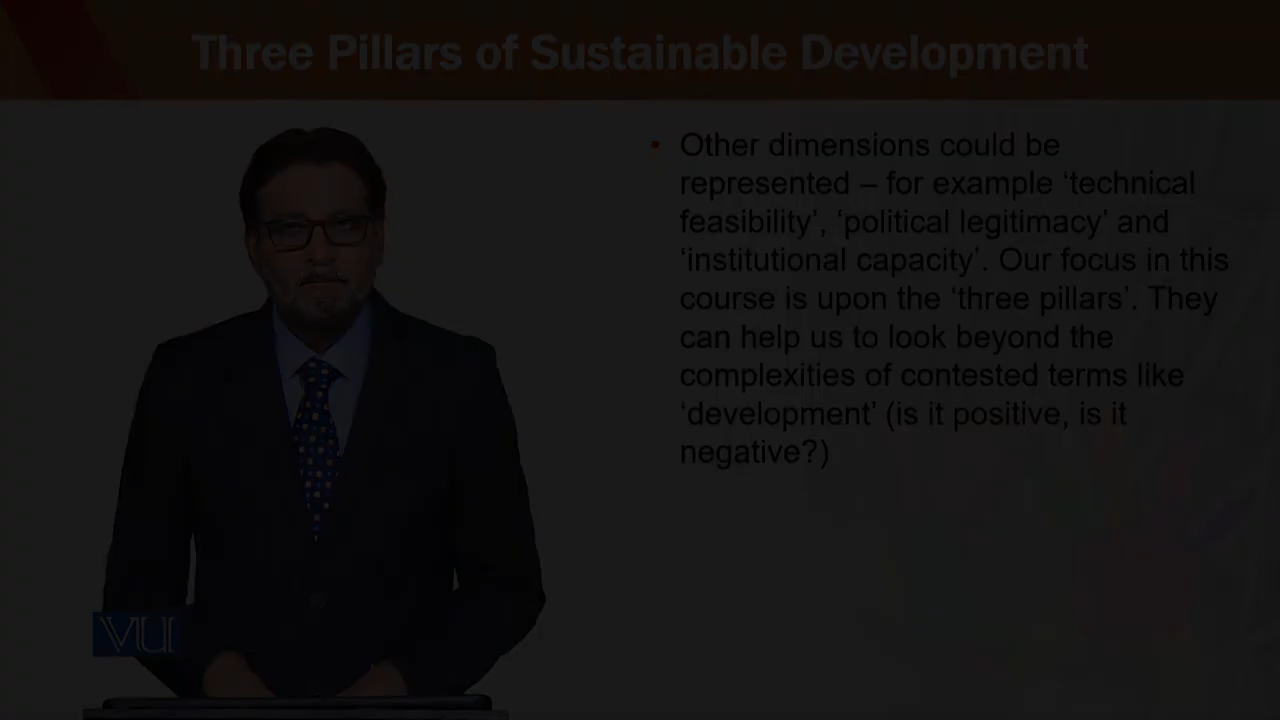 Three Pillars of Sustainable Development
• Other dimensions could be
represented – for example ‘technical
feasibility’, ‘political legitimacy’ and
‘institutional capacity’. Our focus in this
course is upon the ‘three pillars’. They
can help us to look beyond the
complexities of contested terms like
‘development’ (is it positive, is it
negative?)
VU